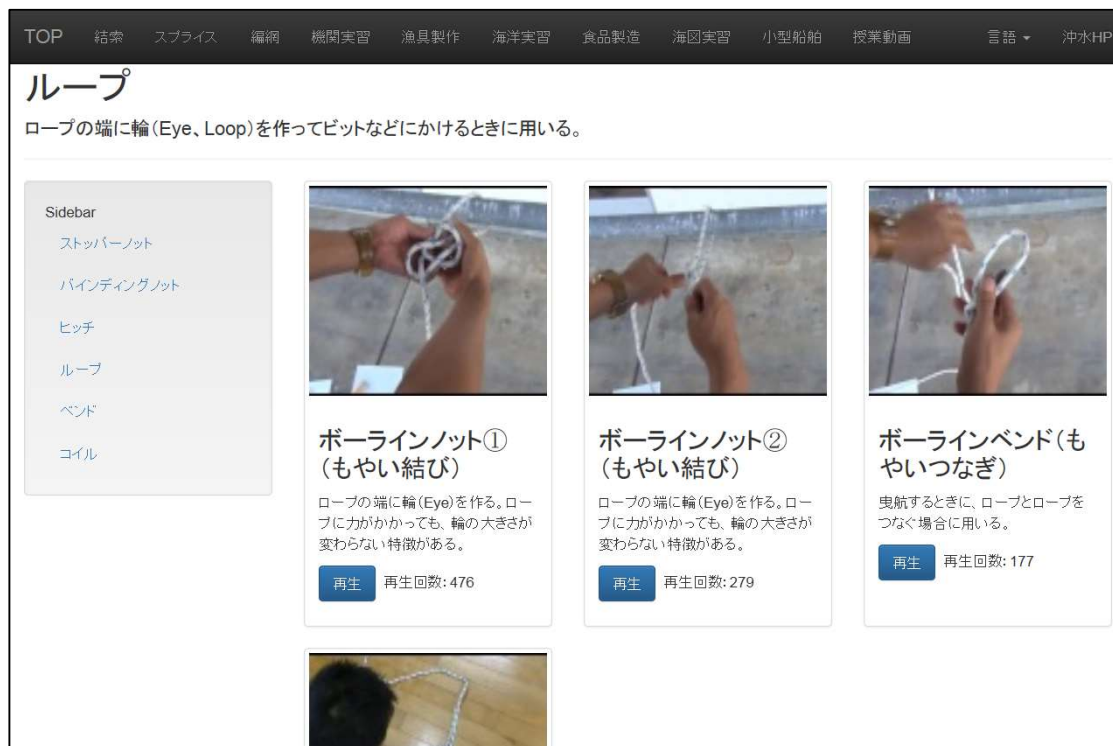 TOP 結索 スプライス 編網 機関実習 漁具製作 海洋実習 食品製造 海図実習 小型船舶 授業動画 言語 沖水HP
ループ
ロープの端に輪(Eye、Loop)を作ってビットなどにかけるときに用いる。
Sidebar
ストッパーノット
バインディングノット
ヒッチ
ループ
ベンド
コイル
ボーラインノット①
(もやい結び)
ロープの端に輪(Eye)を作る。ロー
プに力がかかっても、輪の大きさが
変わらない特徴がある。
再生 再生回数: 476
ボーラインノット②
(もやい結び)
ロープの端に輪(Eye)を作る。ロー
プに力がかかっても、輪の大きさが
変わらない特徴がある。
再生 再生回数: 279
ボーラインベンド(も
やいつなぎ)
曳航するときに、ロープとロープを
つなぐ場合に用いる。
再生 再生回数: 177